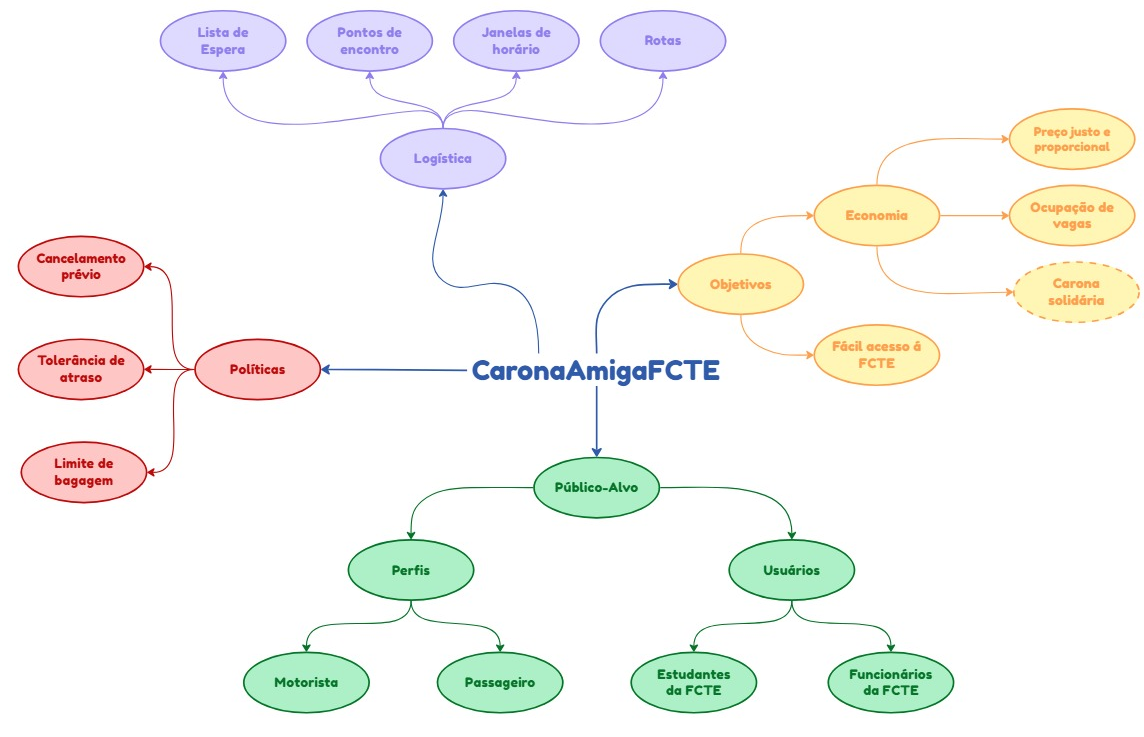 Lista de
Espera
Pontos de
encontro
Janelas de
horário
Rotas
Logística
Preço justo e
proporcional
Economia
Ocupação de
vagas
Carona
solidária
Objetivos
Fácil acesso á
FCTE
Cancelamento
prévio
Tolerância de
atraso
Políticas
Limite de
bagagem
CaronaAmigaFCTE
Público-Alvo
Perfis
Usuários
Motorista
Passageiro
Estudantes
da FCTE
Funcionários
da FCTE